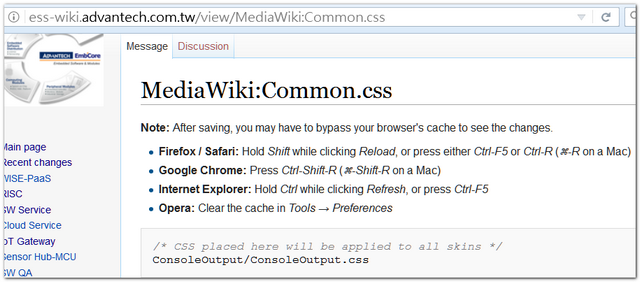 ess-wiki.advantech.com.tw/view/MediaWiki:Common.css
ADVANTECH EmbCore
Embedded Software & Modules
Message
Discussion
MediaWiki:Common.css
Note: After saving, you may have to bypass your browser's cache to see the changes.
Firefox / Safari: Hold Shift while clicking Reload, or press either Ctrl-F5 or Ctrl-R (⌘-R on a Mac)
Google Chrome: Press Ctrl-Shift-R (⌘-Shift-R on a Mac)
Internet Explorer: Hold Ctrl while clicking Refresh, or press Ctrl-F5
Opera: Clear the cache in Tools → Preferences
/* CSS placed here will be applied to all skins */
ConsoleOutput/ConsoleOutput.css
Main page
Recent changes
WISE-PaaS
RISC
SW Service
Cloud Service
IoT Gateway
Sensor Hub-MCU
SW QA